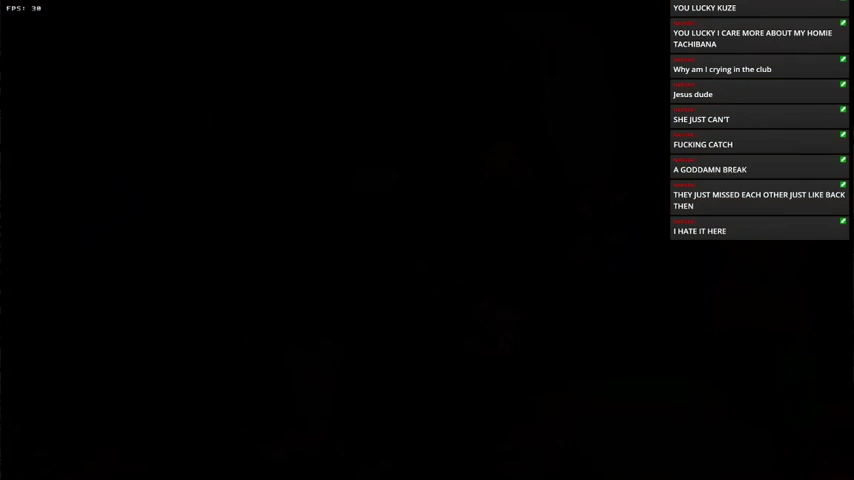 FPS: 30
YOU LUCKY KUZE
YOU LUCKY I CARE MORE ABOUT MY HOMIE
TACHIBANA
Why am I crying in the club
Jesus dude
SHE JUST CAN'T
FUCKING CATCH
A GODDAMN BREAK
THEY JUST MISSED EACH OTHER JUST LIKE BACK
THEN
I HATE IT HERE